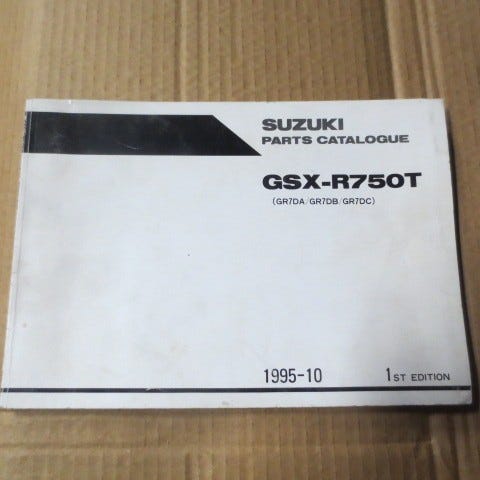 SUZUKI
PARTS CATALOGUE
GSX-R750T
(GR7DA/GR7DB/GR7DC)
1995-10 1ST EDITION